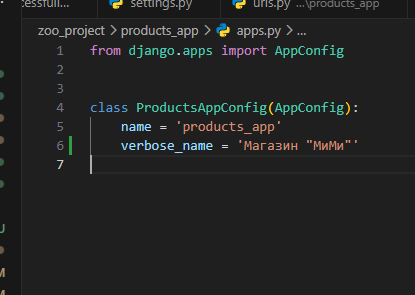 cessfull...
settings.py
urls.py ...\products_app
zoo_project > products_app > apps.py > ...
1 from django.apps import AppConfig
2
3
4 class ProductsAppConfig(AppConfig):
5 name = 'products_app'
6 verbose_name = 'Магазин "МиМи"'
7
U
M
M